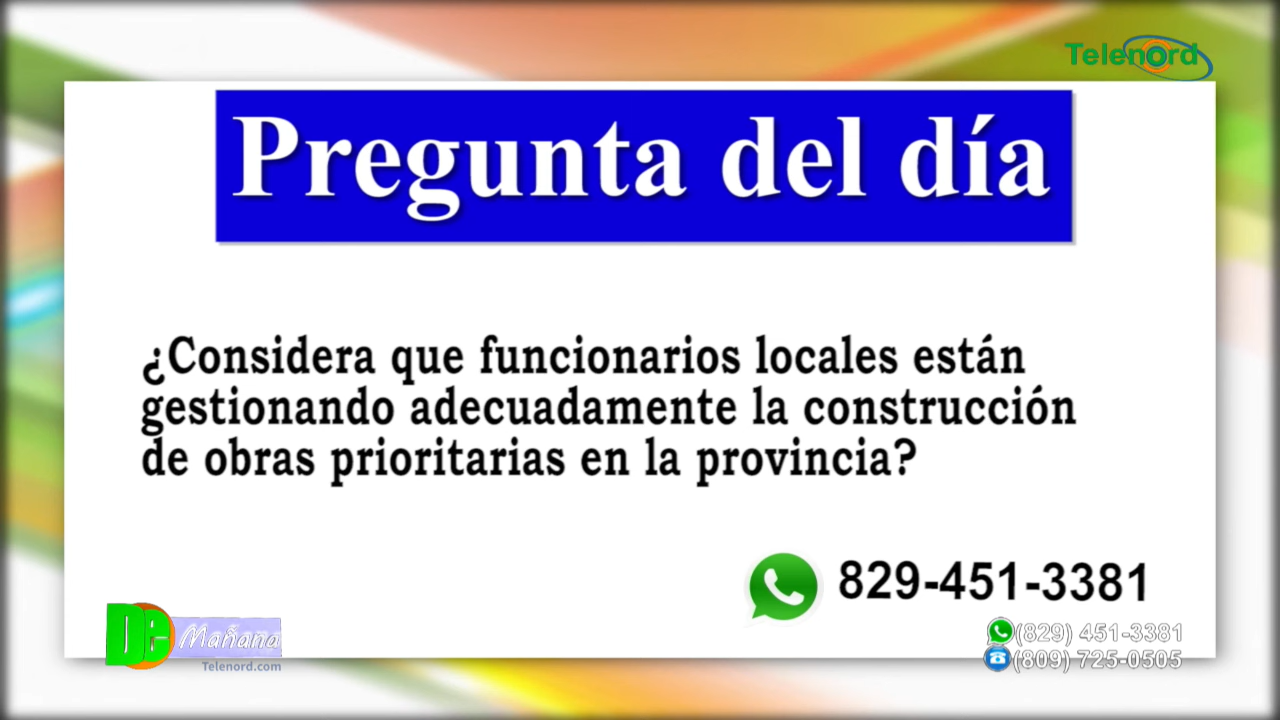 Telenord
Pregunta del día
¿Considera que funcionarios locales están
gestionando adecuadamente la construcción
de obras prioritarias en la provincia?
829-451-3381
De Mañana
Telenord.com
(829) 451-3381
(809) 725-0505